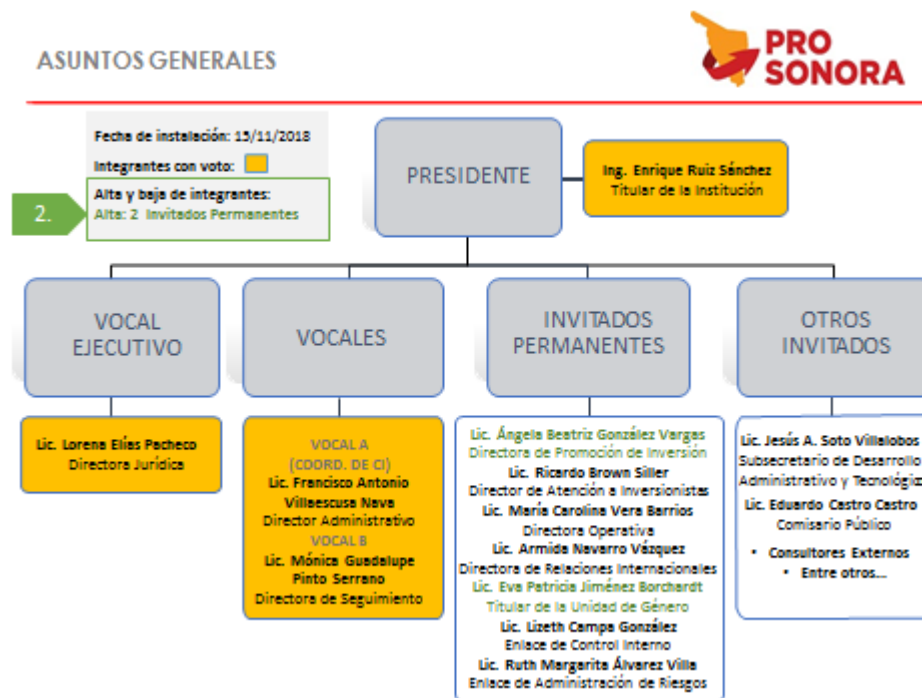 ASUNTOS GENERALES
PRO
SONORA
Fecha de instalación: 15/11/2018
Integrantes con voto:
Alta y baja de integrantes:
Alta: 2 Invitados Permanentes
2.
PRESIDENTE
Ing. Enrique Ruiz Sánchez
Titular de la Institución
VOCAL
EJECUTIVO
Lic. Lorena Elías Pacheco
Directora Jurídica
VOCALES
VOCAL A
(COORD. DE CI)
Lic. Francisco Antonio
Villaescusa Nava
Director Administrativo
VOCAL B
Lic. Mónica Guadalupe
Pinto Serrano
Directora de Seguimiento
INVITADOS
PERMANENTES
Lic. Ángela Beatriz González Vargas
Directora de Promoción de Inversión
Lic. Ricardo Brown Siller
Director de Atención a Inversionistas
Lic. María Carolina Vera Barrios
Directora Operativa
Lic. Armida Navarro Vázquez
Directora de Relaciones Internacionales
Lic. Eva Patricia Jiménez Borchardt
Titular de la Unidad de Género
Lic. Lizeth Campa González
Enlace de Control Interno
Lic. Ruth Margarita Álvarez Villa
Enlace de Administración de Riesgos
OTROS
INVITADOS
Lic. Jesús A. Soto Villalobos
Subsecretario de Desarrollo
Administrativo y Tecnológic
Lic. Eduardo Castro Castro
Comisario Público
• Consultores Externos
• Entre otros...